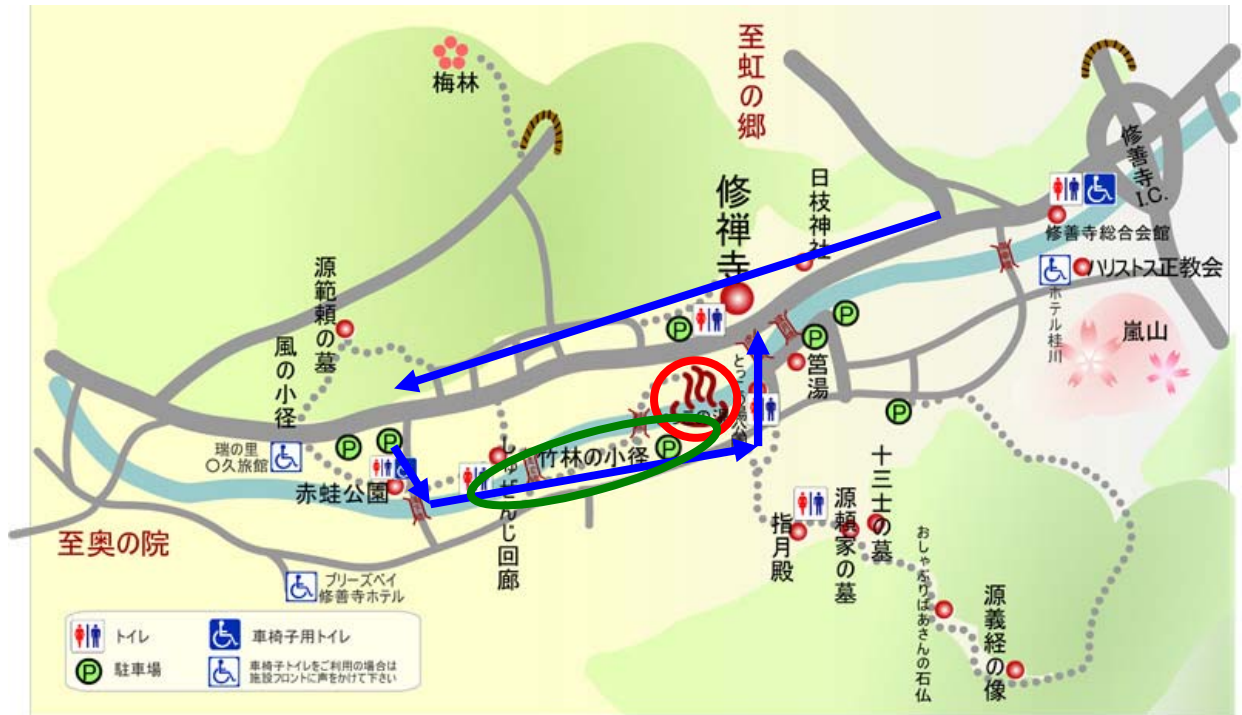 梅林
至虹の郷
修善寺I.C.
日枝神社
修禅寺
修善寺総合会館
ハリストス正教会
ホテル桂川
嵐山
源範頼の墓
風の小径
P
P
P
筥湯
瑞の里
○久旅館
P
P
赤蛙公園
竹林の小径
P
P
至奥の院
しゅぜんじ回廊
指月殿
源頼家の墓
十三士の墓
おしゃぶりばあさんの石仏
源義経の像
ブリーズベイ
修善寺ホテル
トイレ
車椅子用トイレ
P
駐車場
車椅子トイレをご利用の場合は
施設フロントに声をかけて下さい